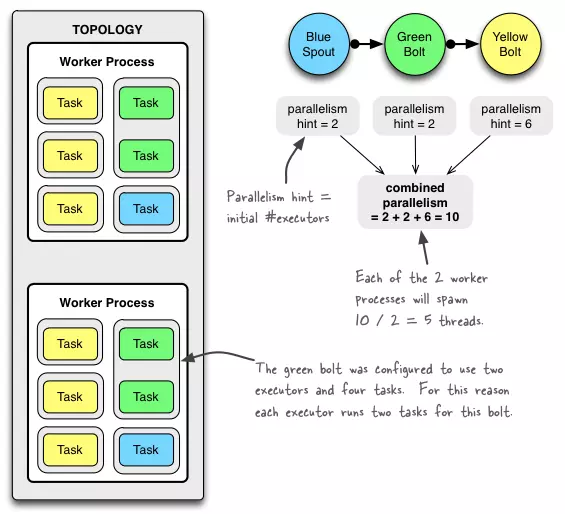 TOPOLOGY
Worker Process
Task Task
Task Task
Task Task
Worker Process
Task Task
Task Task
Task Task
Blue
Spout
Green
Bolt
Yellow
Bolt
parallelism
hint = 2
parallelism
hint = 2
parallelism
hint = 6
combined
parallelism
= 2 + 2 + 6 = 10
Parallelism hint =
initial #executors
Each of the 2 worker
processes will spawn
10 / 2 = 5 threads.
The green bolt was configured to use two
executors and four tasks. For this reason
each executor runs two tasks for this bolt.